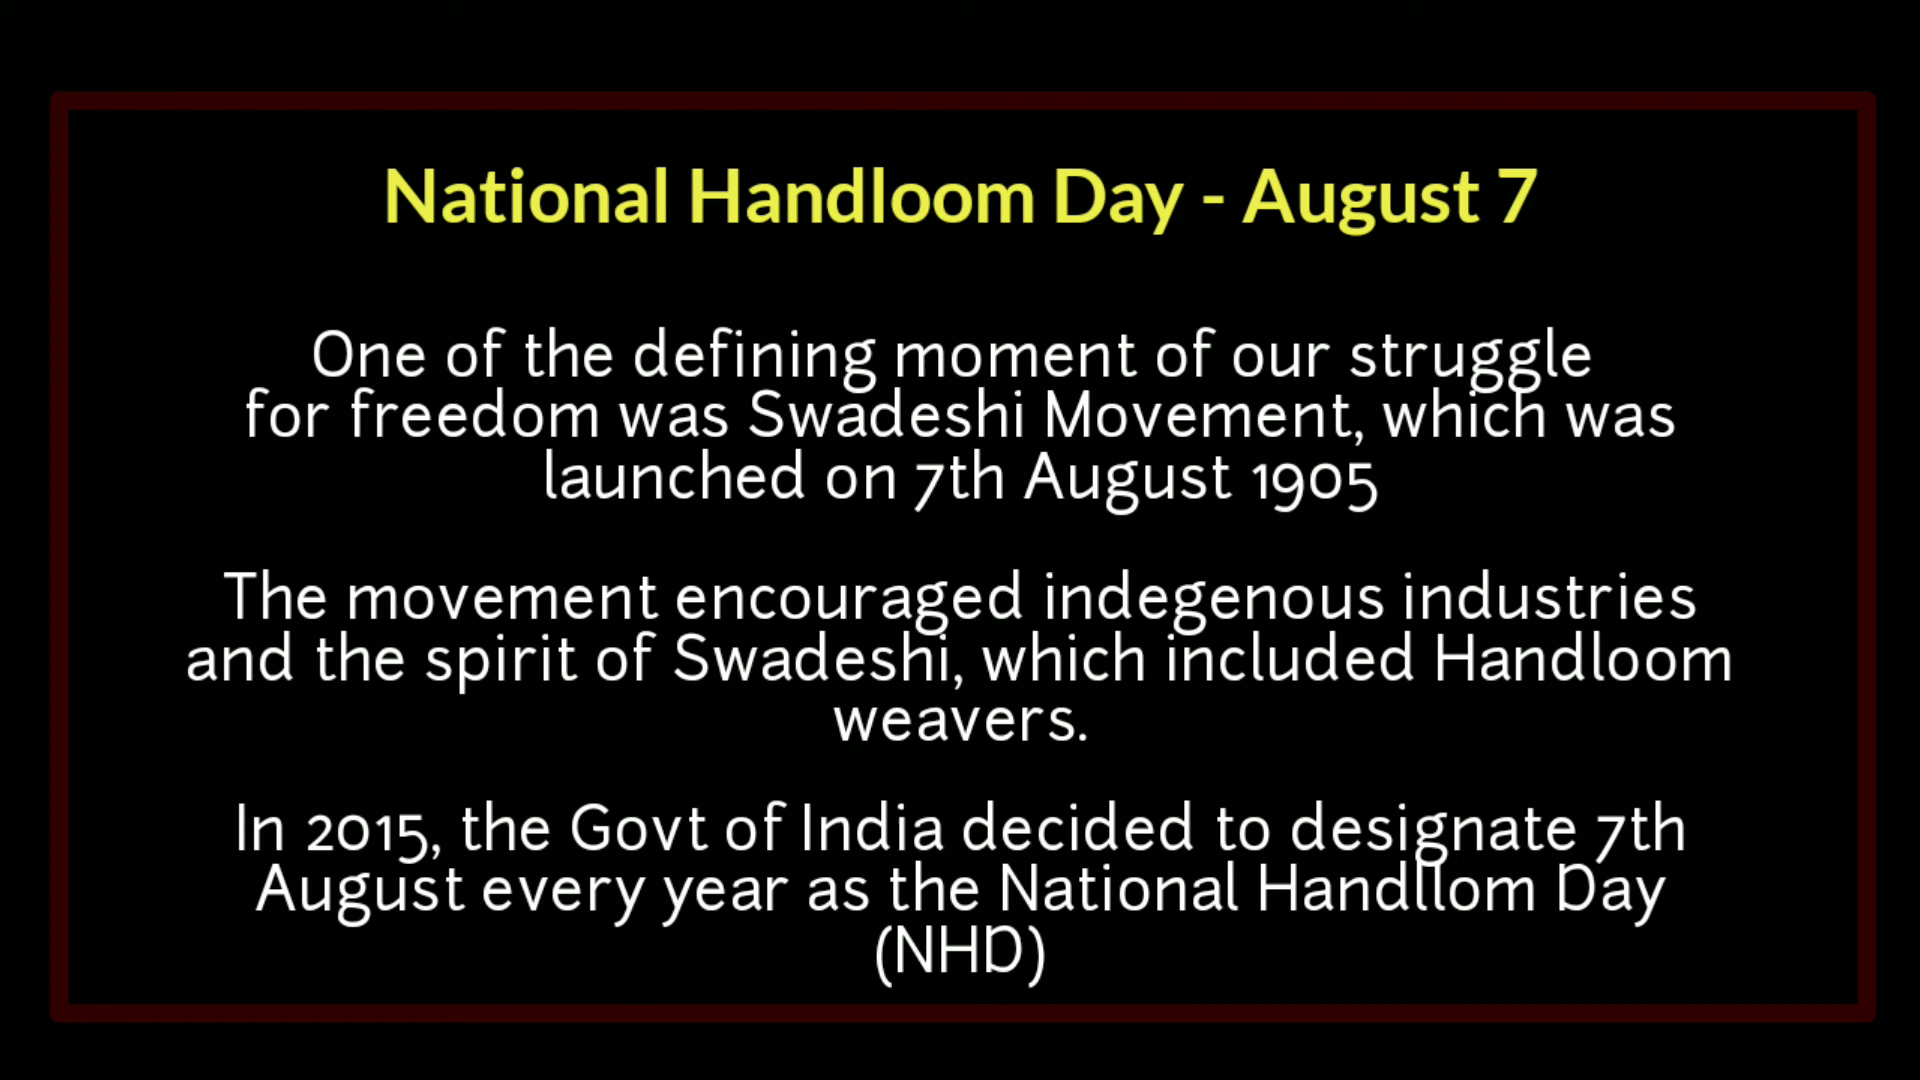 National Handloom Day - August 7
One of the defining moment of our struggle
for freedom was Swadeshi Movement, which was
launched on 7th August 1905
The movement encouraged indegenous industries
and the spirit of Swadeshi, which included Handloom
weavers.
In 2015, the Govt of India decided to designate 7th
August every year as the National Handllom Day
(NHD)